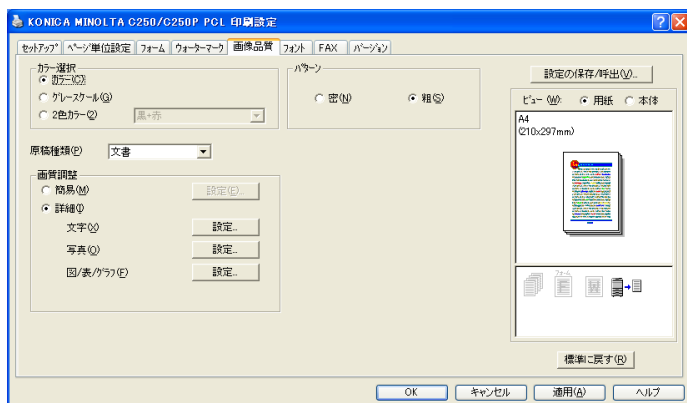 KONICA MINOLTA C250/C250P PCL 印刷設定
セットアップ ページ単位設定 フォーム ウォーターマーク 画像品質 フォント FAX バージョン
カラー選択
カラー(C)
グレースケール(G)
2色カラー(2) 黒+赤
パターン
密(N) 粗(S)
設定の保存/呼出(V)...
ビュー(W): 用紙 本体
A4
(210x297mm)
原稿種類(P) 文書
画質調整
簡易(M) 設定(E)...
詳細(I)
文字(X) 設定...
写真(O) 設定...
図/表/グラフ(F) 設定...
フォーム
標準に戻す(R)
OK キャンセル 適用(A) ヘルプ